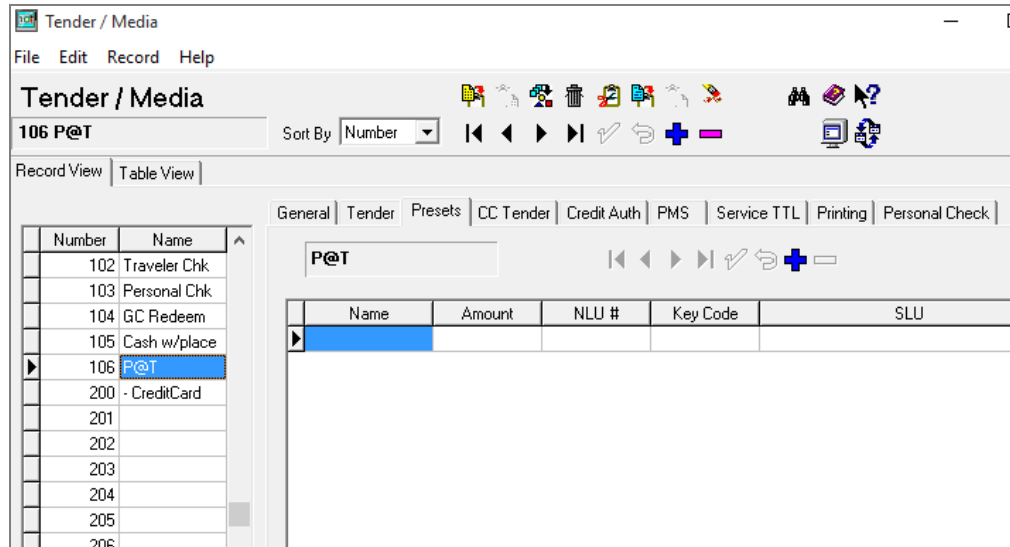 Tender / Media
File Edit Record Help
Tender / Media
106 P@T
Sort By Number
Record View Table View
General Tender Presets CC Tender Credit Auth PMS Service TTL Printing Personal Check
Number Name
P@T
102 Traveler Chk
103 Personal Chk
104 GC Redeem
Name Amount NLU # Key Code SLU
105 Cash w/place
106 P@T
200 - CreditCard
201
202
203
204
205
206